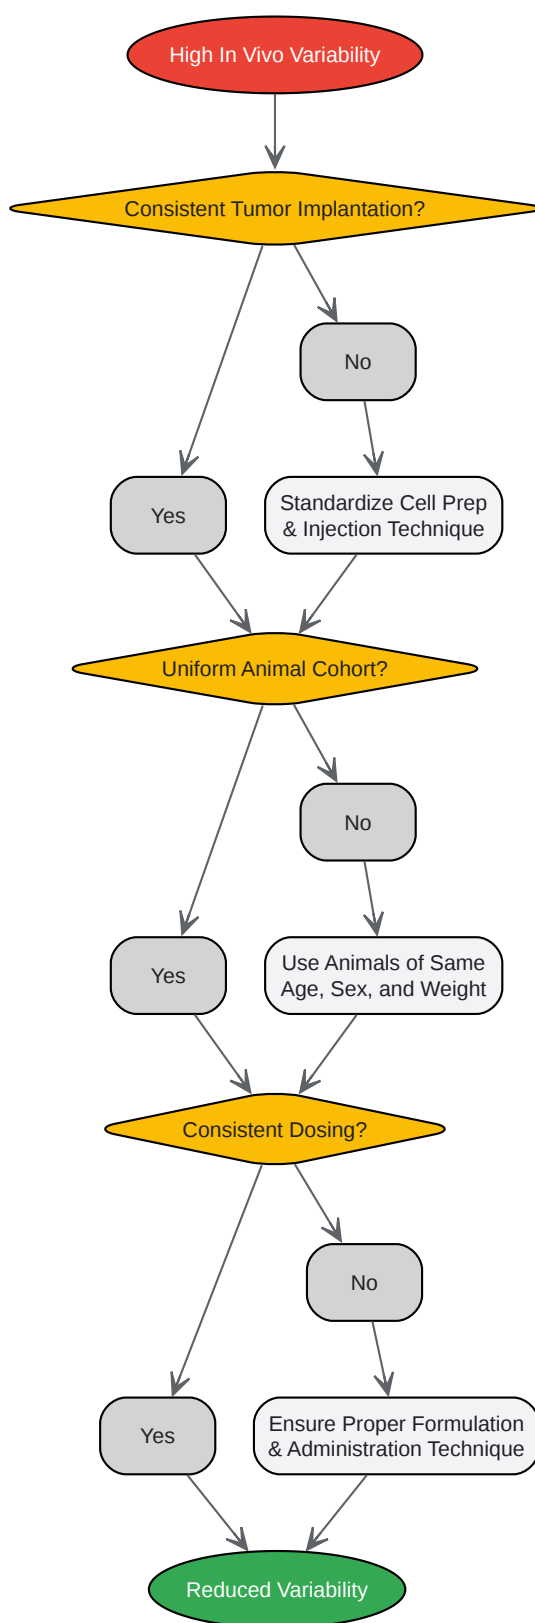 High In Vivo Variability
Consistent Tumor Implantation?
No
Yes
Standardize Cell Prep
& Injection Technique
Uniform Animal Cohort?
No
Yes
Use Animals of Same
Age, Sex, and Weight
Consistent Dosing?
No
Yes
Ensure Proper Formulation
& Administration Technique
Reduced Variability